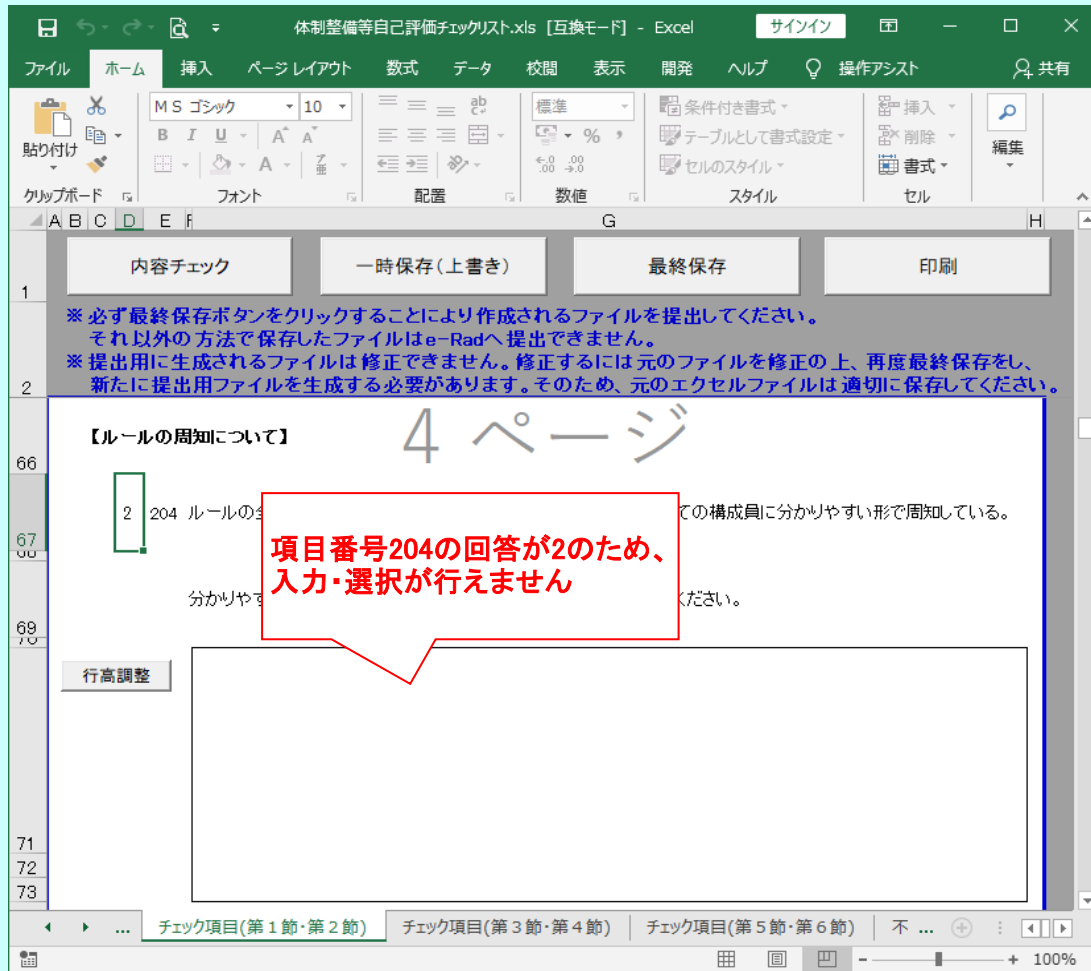 体制整備等自己評価チェックリスト.xls [互換モード] - Excel
サインイン
ファイル ホーム 挿入 ページ レイアウト 数式 データ 校閲 表示 開発 ヘルプ 操作アシスト 共有
貼り付け
MS ゴシック 10
B I U A A
標準
条件付き書式
テーブルとして書式設定
セルのスタイル
挿入
削除
書式
編集
クリップボード フォント 配置 数値 スタイル セル
A B C D E F G H
内容チェック 一時保存(上書き) 最終保存 印刷
1
※必ず最終保存ボタンをクリックすることにより作成されるファイルを提出してください。
それ以外の方法で保存したファイルはe-Radへ提出できません。
※提出用に生成されるファイルは修正できません。修正するには元のファイルを修正の上、再度最終保存をし、
2 新たに提出用ファイルを生成する必要があります。そのため、元のエクセルファイルは適切に保存してください。
4 ページ
【ルールの周知について】
66
2 204 ルールの ての構成員に分かりやすい形で周知している。
67
項目番号204の回答が2のため、
入力・選択が行えません
分かりや ください。
69
行高調整
71
72
73
... チェック項目(第1節・第2節) チェック項目(第3節・第4節) チェック項目(第5節・第6節) 不 ...
100%